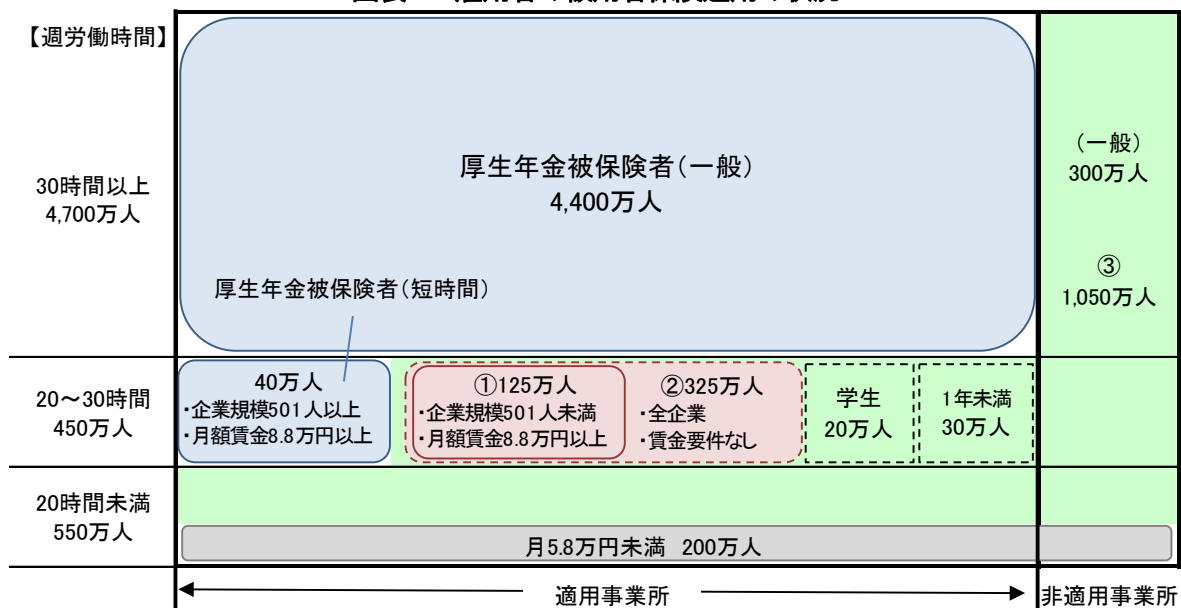 【週労働時間】
30時間以上
4,700万人
厚生年金被保険者(一般)
4,400万人
厚生年金被保険者(短時間)
(一般)
300万人
③
1,050万人
20～30時間
450万人
40万人
・企業規模501人以上
・月額賃金8.8万円以上
①125万人
・企業規模501人未満
・月額賃金8.8万円以上
②325万人
・全企業
・賃金要件なし
学生
20万人
1年未満
30万人
20時間未満
550万人
月5.8万円未満 200万人
適用事業所
非適用事業所